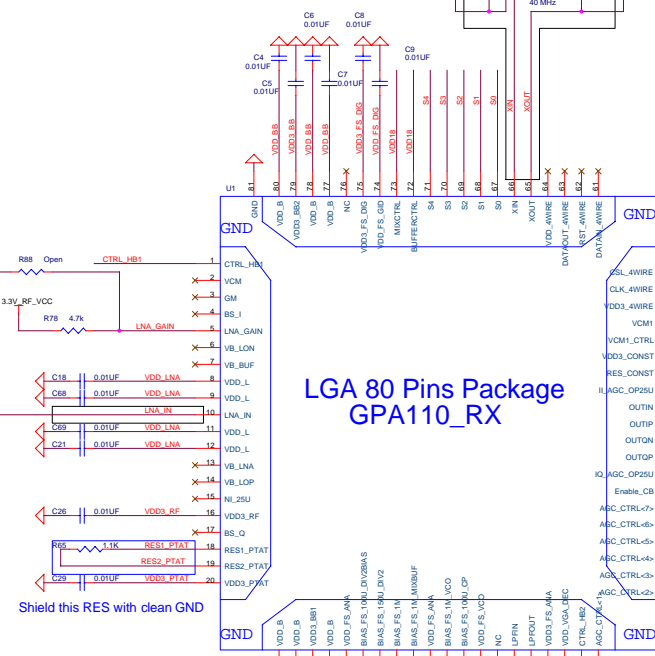 40 MHz
C6
0.01UF
C8
0.01UF
C4
0.01UF
C9
0.01UF
C5
0.01UF
C7
0.01UF
VDD_BB
VDD3_BB
VDD_BB
VDD_BB
VDD3_FS_DIG
VDD_FS_DIG
VDD18
VDD18
S4
S3
S2
S1
S0
XIN
XOUT
U1
81
80
79
78
77
76
75
74
73
72
71
70
69
68
67
66
65
64
63
62
61
GND
VDD_B
VDD3_BB2
VDD_B
VDD_B
NC
VDD3_FS_DIG
VDD_FS_GID
MIXCTRL
BUFFERCTRL
S4
S3
S2
S1
S0
XIN
XOUT
VDD_4WIRE
DATAOUT_4WIRE
RST_4WIRE
DATAIN_4WIRE
GND
GND
R88 Open
CTRL_HB1
1 CTRL_HB1
2 VCM
3.3V_RF_VCC
3 GM
4 BS_I
R78 4.7k
LNA_GAIN
5 LNA_GAIN
6 VB_LON
7 VB_BUF
C18 0.01UF VDD_LNA 8 VDD_L
C68 0.01UF VDD_LNA 9 VDD_L
LNA_IN 10 LNA_IN
C69 0.01UF VDD_LNA 11 VDD_L
C21 0.01UF VDD_LNA 12 VDD_L
13 VB_LNA
14 VB_LOP
15 NI_25U
C26 0.01UF VDD3_RF 16 VDD3_RF
17 BS_Q
R65 1.1K RES1_PTAT 18 RES1_PTAT
RES2_PTAT 19 RES2_PTAT
C29 0.01UF VDD3_PTAT 20 VDD3_PTAT
Shield this RES with clean GND
LGA 80 Pins Package
GPA110_RX
CSL_4WIRE
CLK_4WIRE
VDD3_4WIRE
VCM1
VCM1_CTRL
VDD3_CONST
RES_CONST
II_AGC_OP25U
OUTIN
OUTIP
OUTQN
OUTQP
IQ_AGC_OP25U
Enable_CB
AGC_CTRL<7>
AGC_CTRL<6>
AGC_CTRL<5>
AGC_CTRL<4>
AGC_CTRL<3>
AGC_CTRL<2>
GND
VDD_B
VDD_B
VDD3_BB1
VDD_B
VDD_FS_ANA
BIAS_FS_100U_DIV2BIAS
BIAS_FS_150U_DIV2
BIAS_FS_1M
BIAS_FS_1M_MIXBUF
VDD_FS_ANA
BIAS_FS_1M_VCO
BIAS_FS_100U_CP
VDD_FS_VCO
NC
LPFIN
LPFOUT
VDD3_FS_ANA
VDD_VGA_DEC
CTRL_HB2
AGC_CTRL<1>
GND